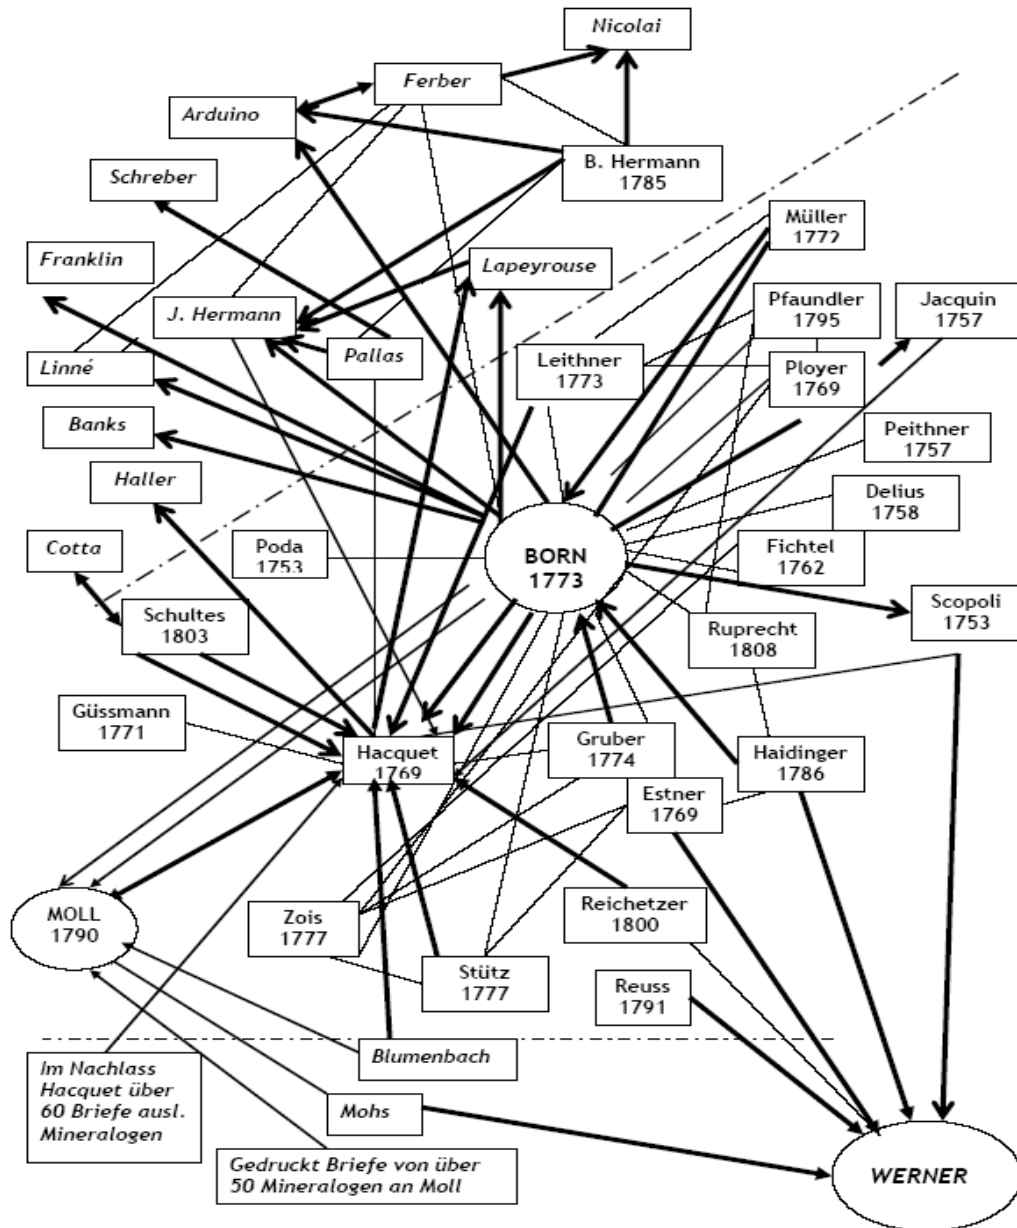 Nicolai
Ferber
Arduino
B. Hermann
1785
Schreber
Müller
1772
Franklin
Lapeyrouse
Pfaundler
1795
Jacquin
1757
J. Hermann
Linné
Pallas
Leithner
1773
Ployer
1769
Banks
Peithner
1757
Haller
Delius
1758
Cotta
Poda
1753
BORN
1773
Fichtel
1762
Scopoli
1753
Schultes
1803
Ruprecht
1808
Güssmann
1771
Hacquet
1769
Gruber
1774
Haidinger
1786
Estner
1769
MOLL
1790
Zois
1777
Reichetzer
1800
Stütz
1777
Reuss
1791
Im Nachlass
Hacquet über
60 Briefe ausl.
Mineralogen
Blumenbach
Mohs
Gedruckt Briefe von über
50 Mineralogen an Moll
WERNER